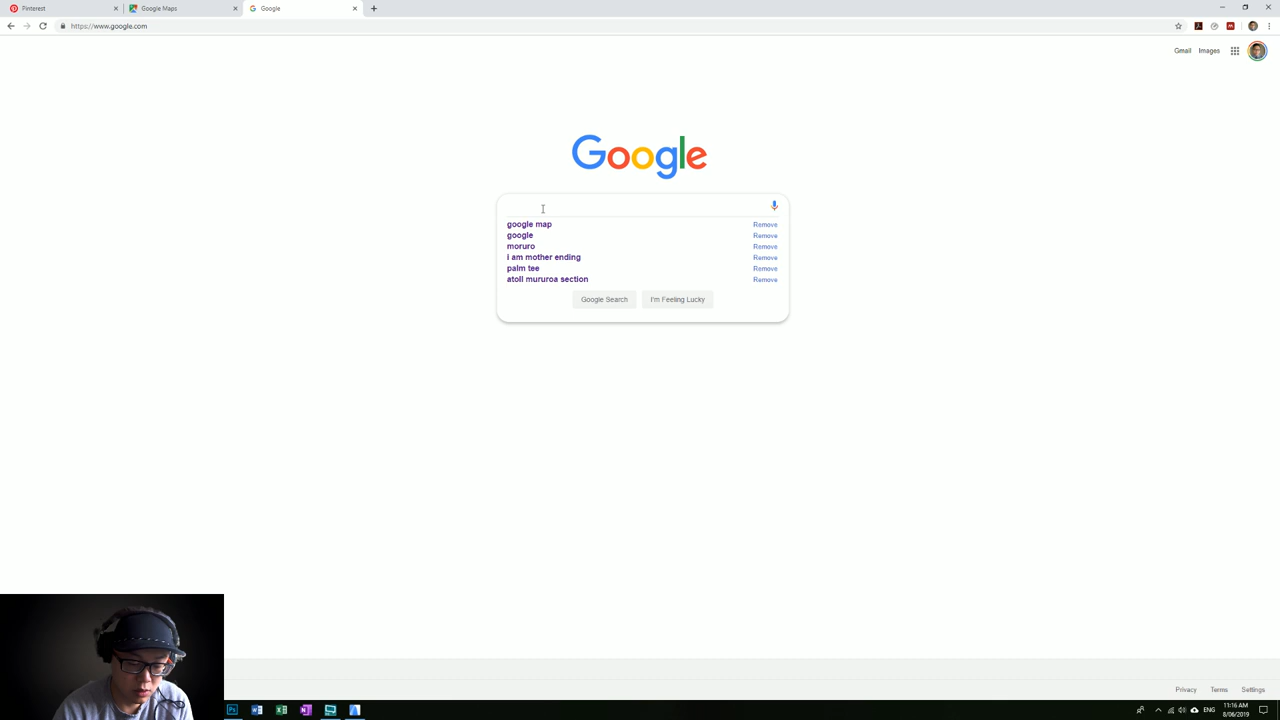 Pinterest
Google Maps
Google
https://www.google.com
Gmail
Images
Google
google map
Remove
google
Remove
moruro
Remove
i am mother ending
Remove
palm tee
Remove
atoll mururoa section
Remove
Google Search
I'm Feeling Lucky
Privacy
Terms
Settings
Ps
ENG
11:16 AM
8/06/2019